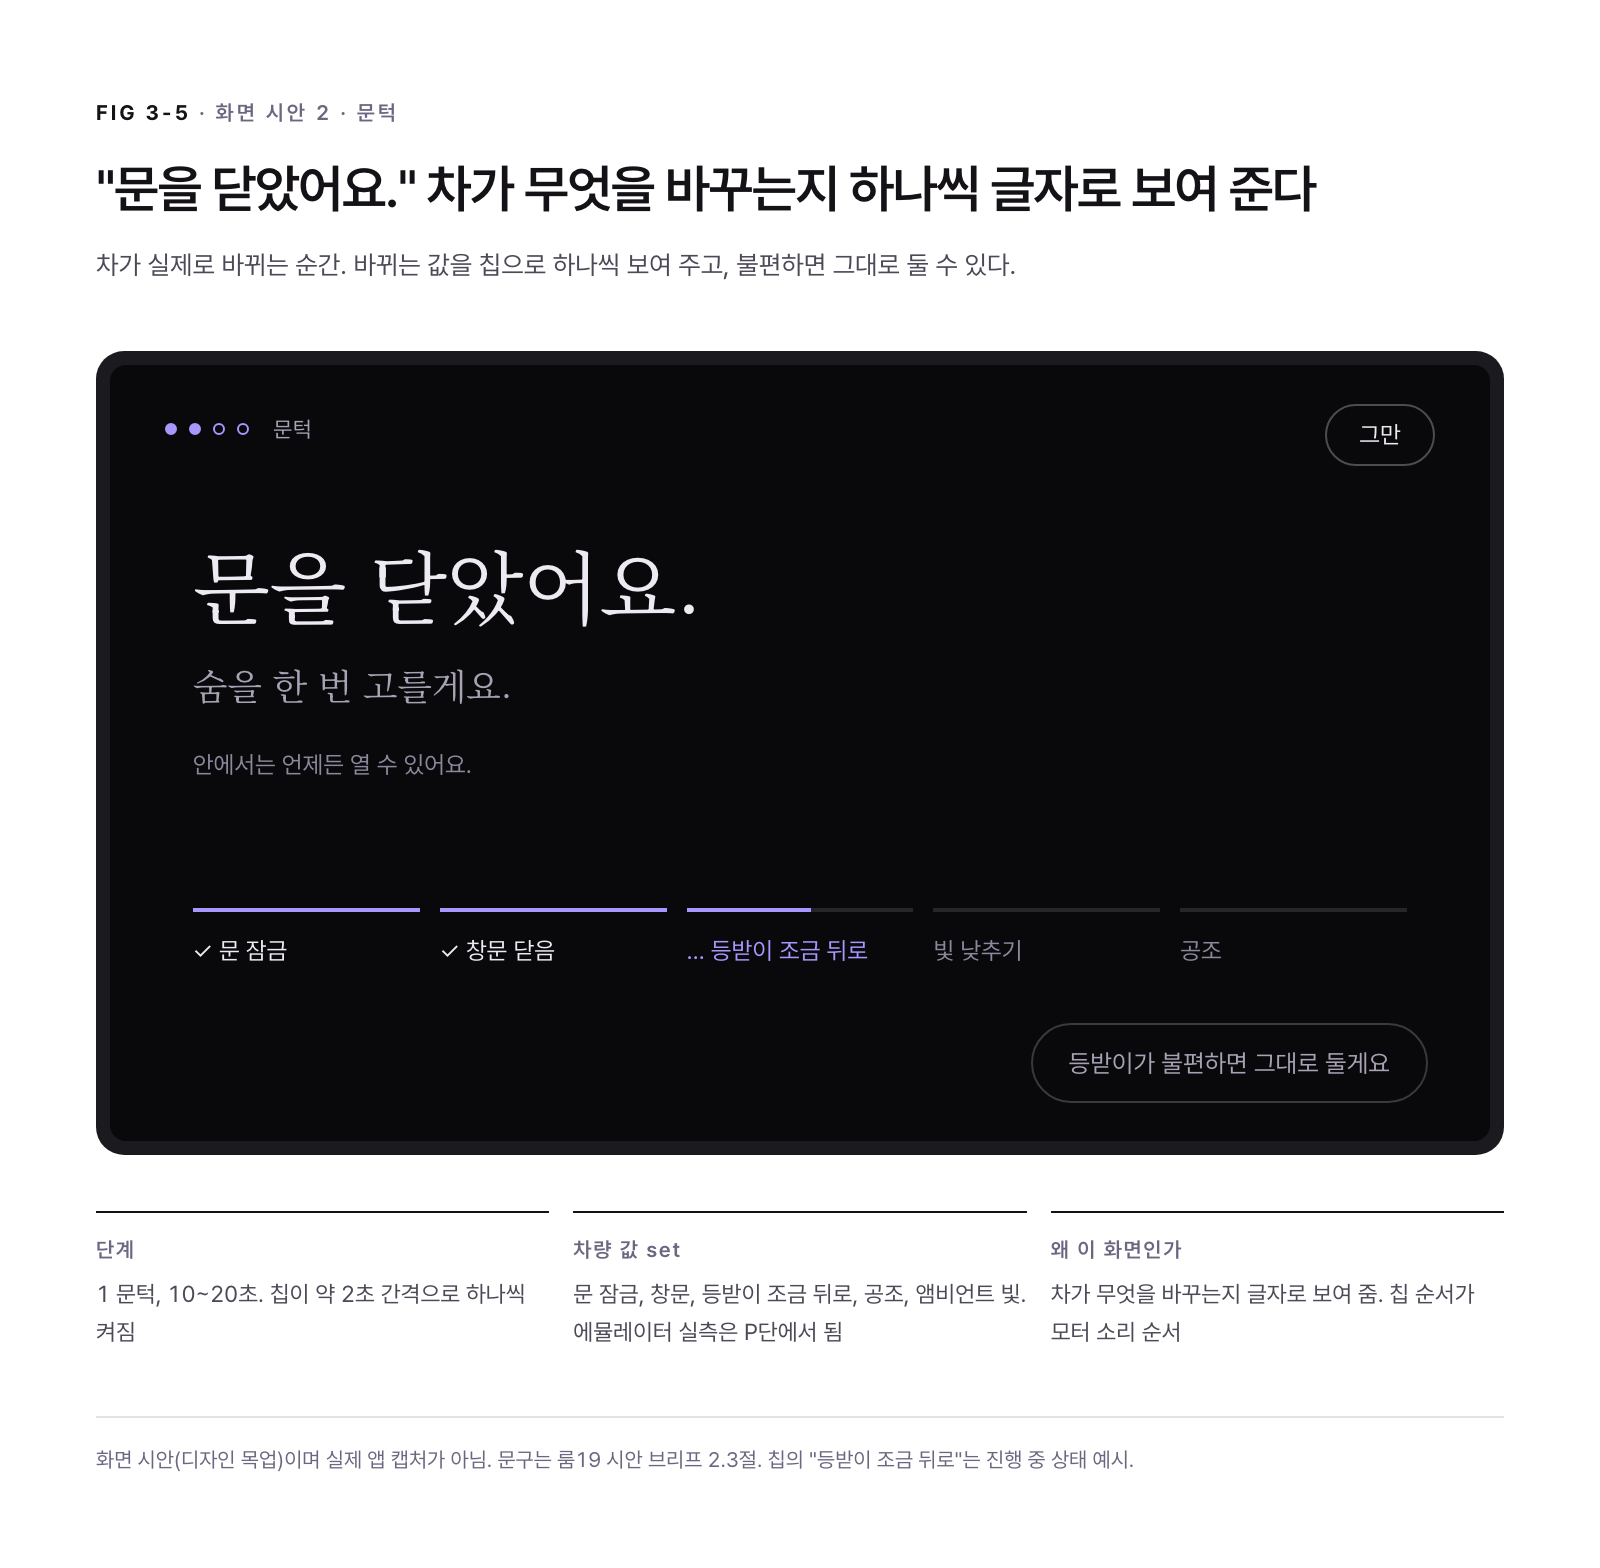 FIG 3-5 · 화면 시안 2 · 문턱
"문을 닫았어요." 차가 무엇을 바꾸는지 하나씩 글자로 보여 준다
차가 실제로 바뀌는 순간. 바뀌는 값을 칩으로 하나씩 보여 주고, 불편하면 그대로 둘 수 있다.
문턱
그만
문을 닫았어요.
숨을 한 번 고를게요.
안에서는 언제든 열 수 있어요.
✓ 문 잠금
✓ 창문 닫음
... 등받이 조금 뒤로
빛 낮추기
공조
등받이가 불편하면 그대로 둘게요
단계
1 문턱, 10~20초. 칩이 약 2초 간격으로 하나씩
켜짐
차량 값 set
문 잠금, 창문, 등받이 조금 뒤로, 공조, 앰비언트 빛.
에뮬레이터 실측은 P단에서 됨
왜 이 화면인가
차가 무엇을 바꾸는지 글자로 보여 줌. 칩 순서가
모터 소리 순서
화면 시안(디자인 목업)이며 실제 앱 캡처가 아님. 문구는 룸19 시안 브리프 2.3절. 칩의 "등받이 조금 뒤로"는 진행 중 상태 예시.